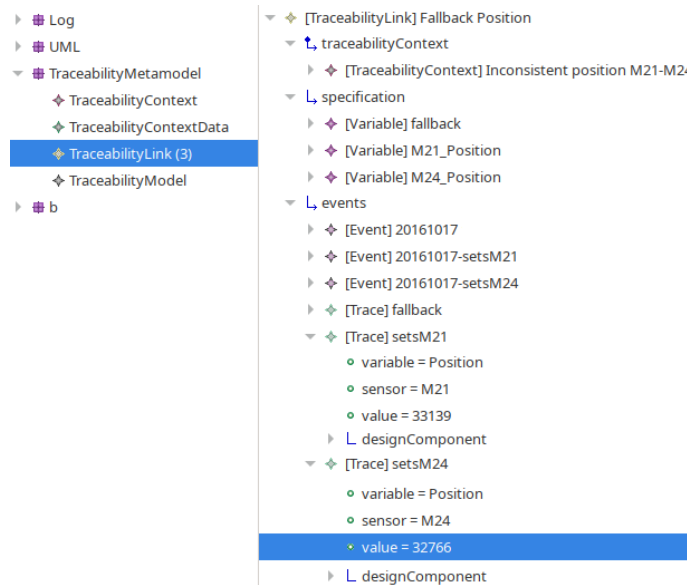 Log
UML
TraceabilityMetamodel
TraceabilityContext
TraceabilityContextData
TraceabilityLink (3)
TraceabilityModel
b
[TraceabilityLink] Fallback Position
traceabilityContext
[TraceabilityContext] Inconsistent position M21-M24
specification
[Variable] fallback
[Variable] M21_Position
[Variable] M24_Position
events
[Event] 20161017
[Event] 20161017-setsM21
[Event] 20161017-setsM24
[Trace] fallback
[Trace] setsM21
variable = Position
sensor = M21
value = 33139
designComponent
[Trace] setsM24
variable = Position
sensor = M24
value = 32766
designComponent